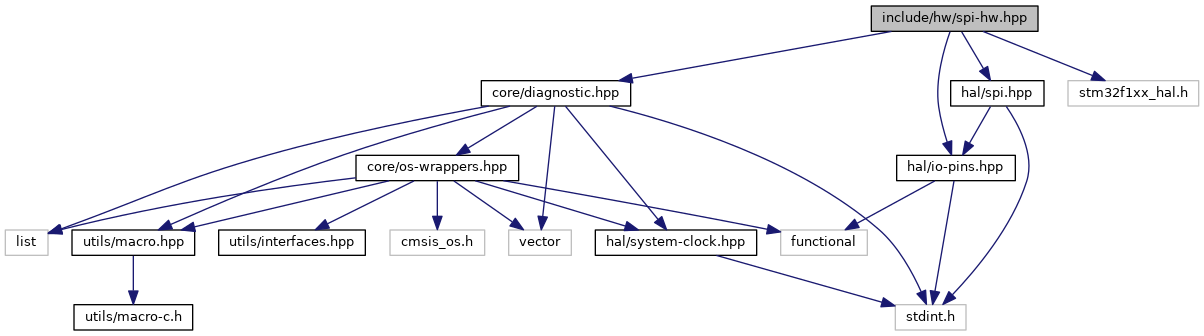 include/hw/spi-hw.hpp
core/diagnostic.hpp
hal/spi.hpp
stm32f1xx_hal.h
core/os-wrappers.hpp
hal/io-pins.hpp
list
utils/macro.hpp
utils/interfaces.hpp
cmsis_os.h
vector
hal/system-clock.hpp
functional
utils/macro-c.h
stdint.h